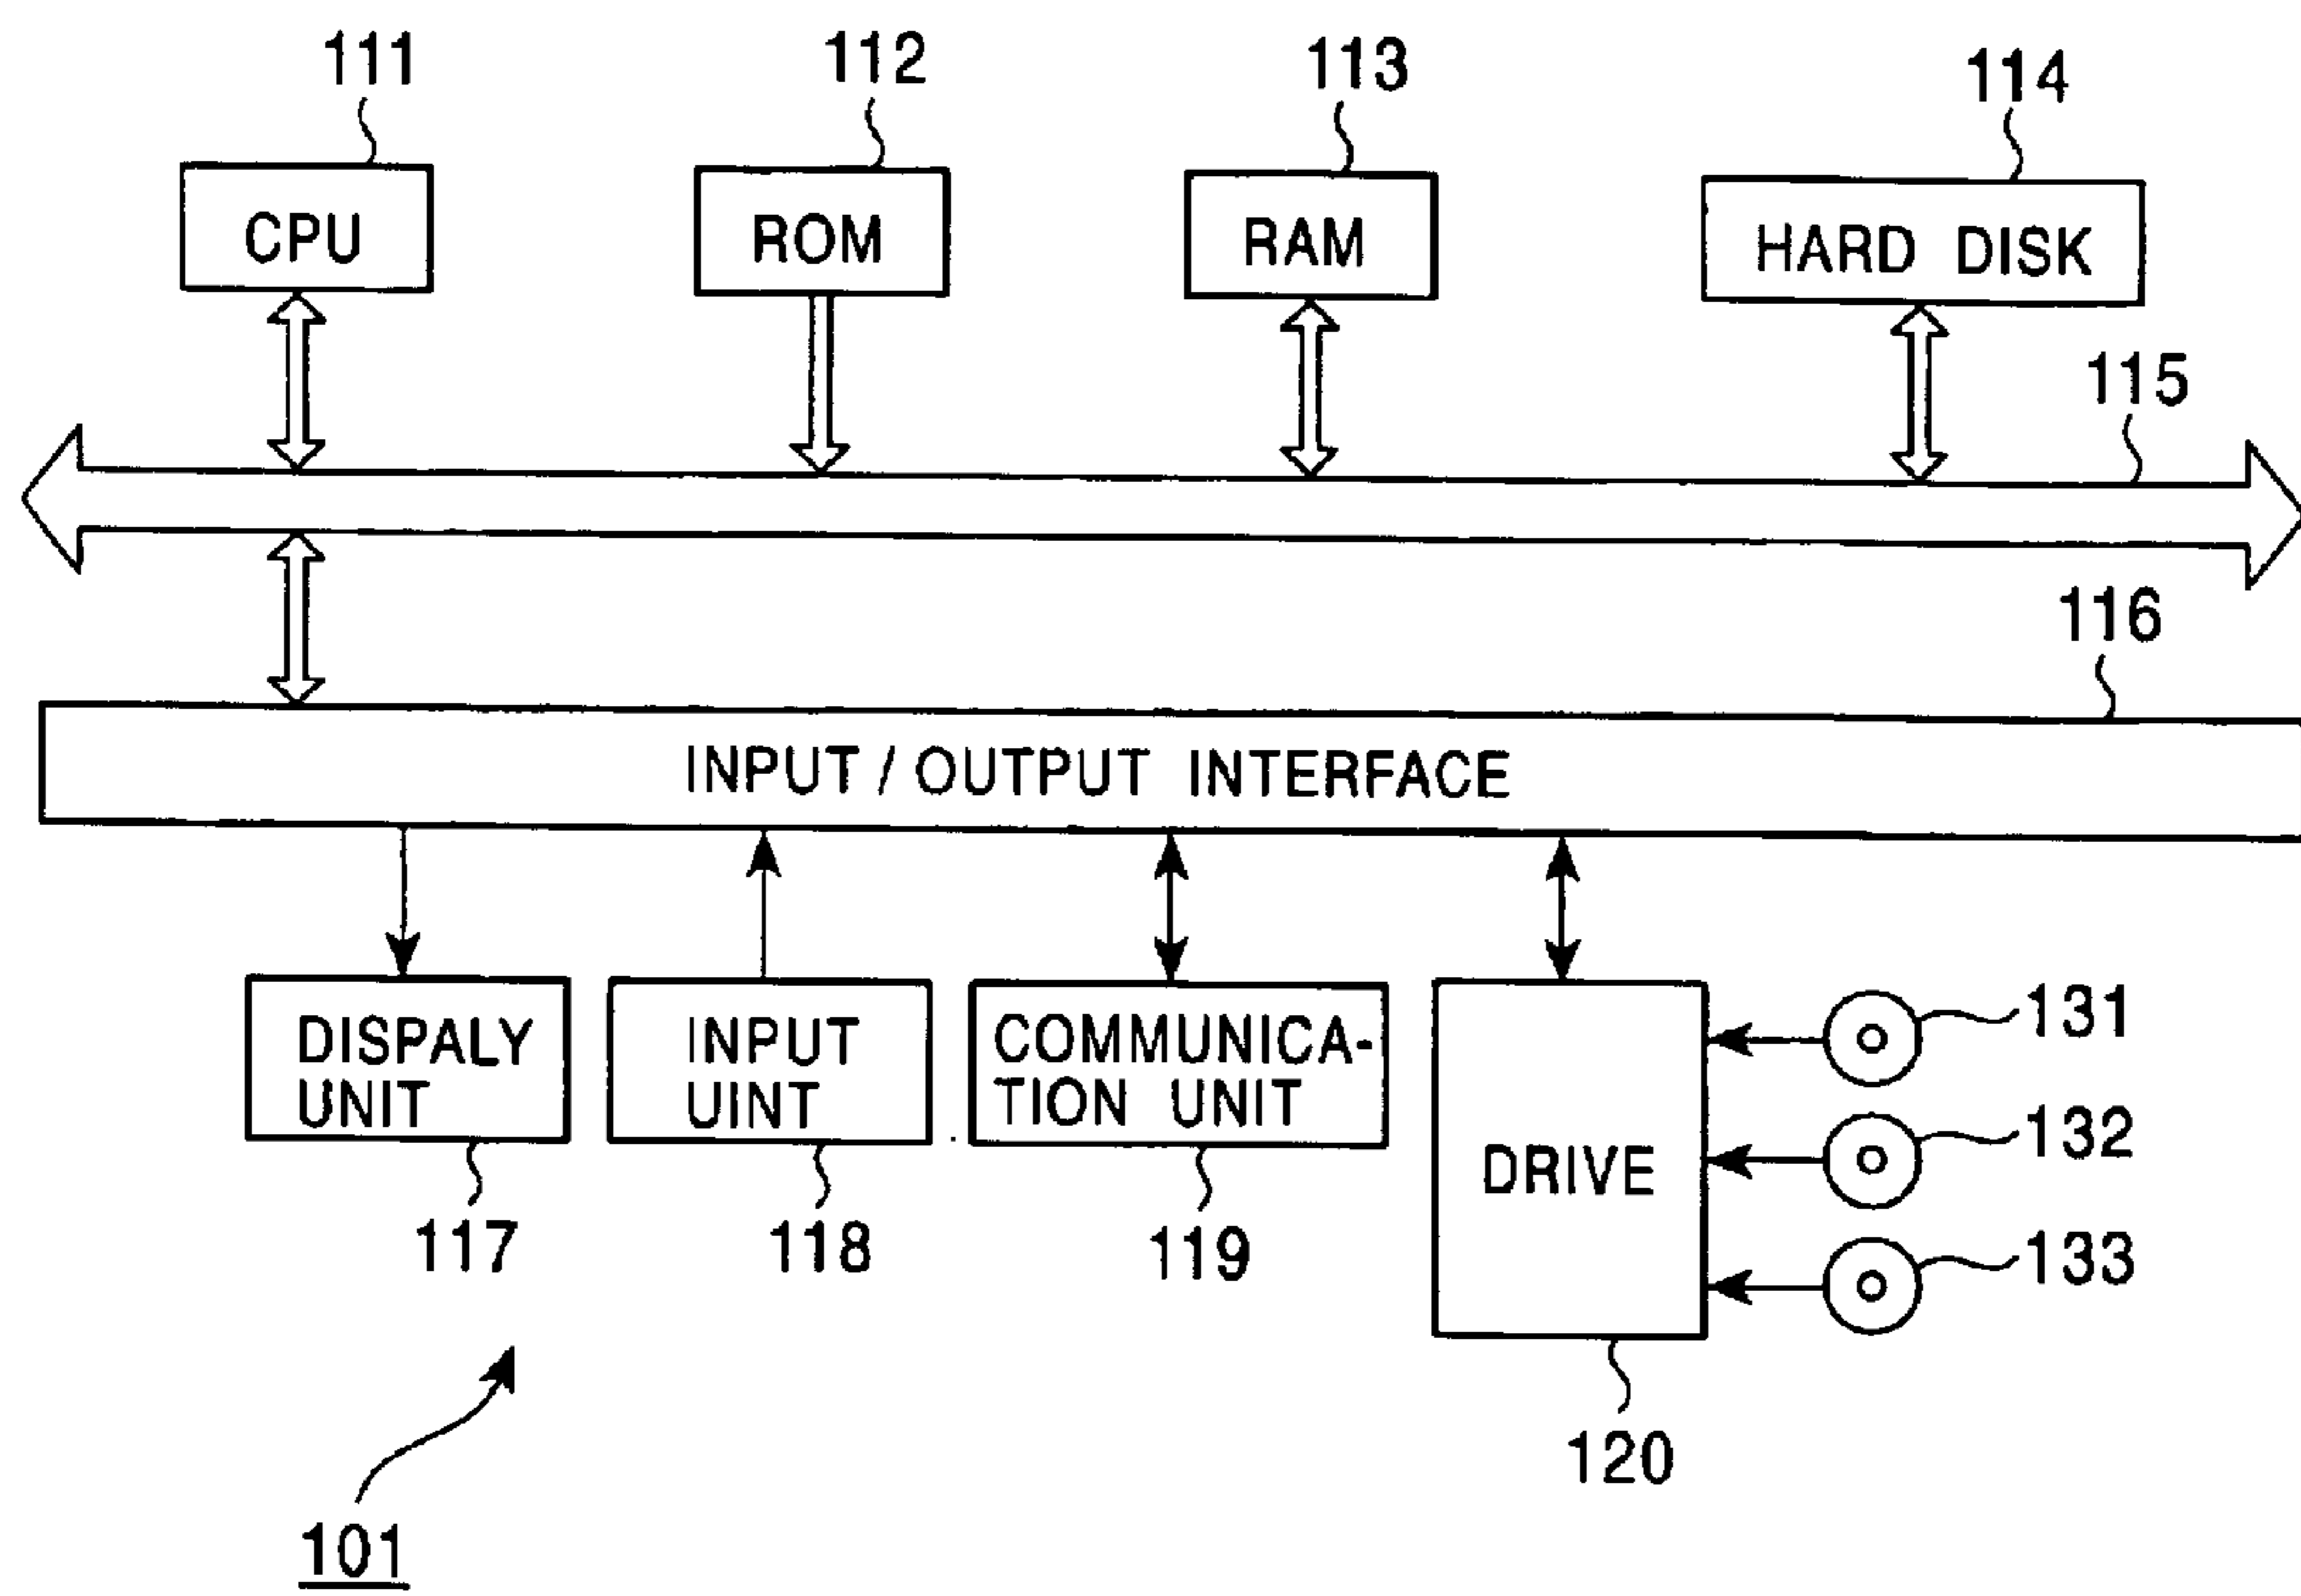 111
112
113
114
CPU
ROM
RAM
HARD DISK
115
116
INPUT / OUTPUT INTERFACE
DISPALY
UNIT
INPUT
UINT
COMMUNICA-
TION UNIT
DRIVE
131
132
133
117
118
119
120
101